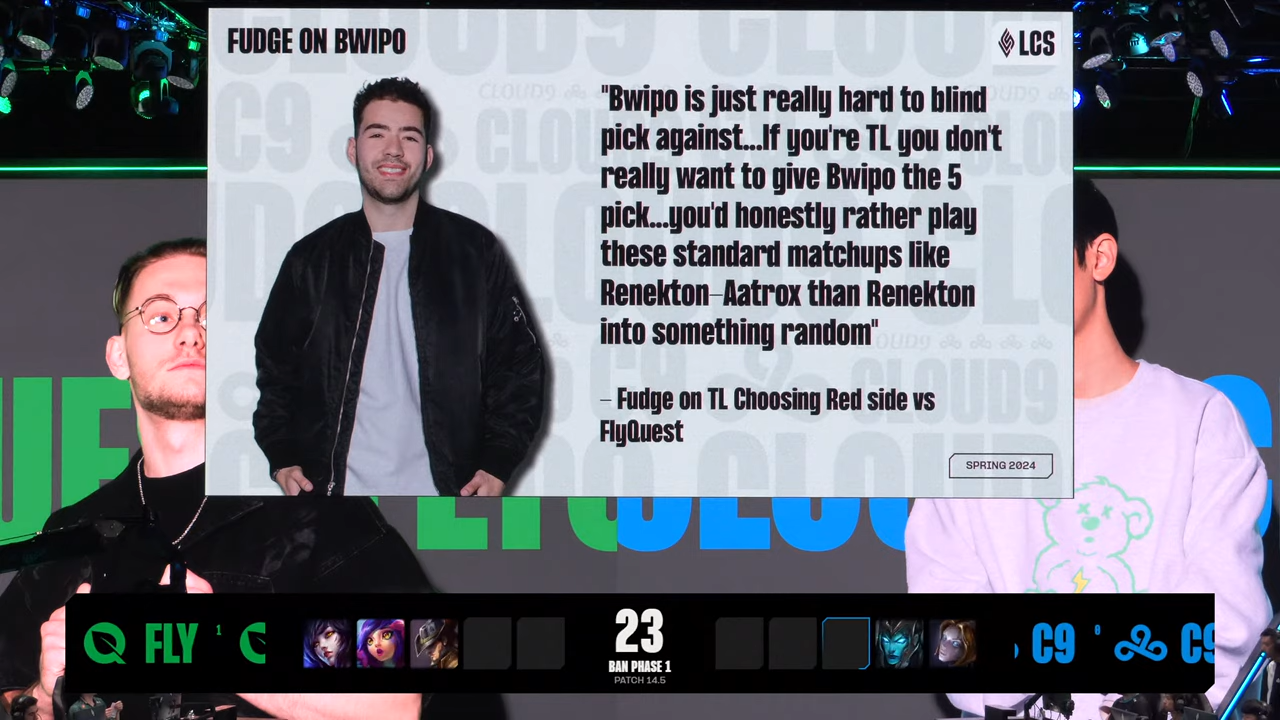 FUDGE ON BWIPO
LCS
"Bwipo is just really hard to blind
pick against...If you're TL you don't
really want to give Bwipo the 5
pick...you'd honestly rather play
these standard matchups like
Renekton–Aatrox than Renekton
into something random"
– Fudge on TL Choosing Red side vs
FlyQuest
SPRING 2024
FLY 1
23
BAN PHASE 1
PATCH 14.5
C9 0
C9